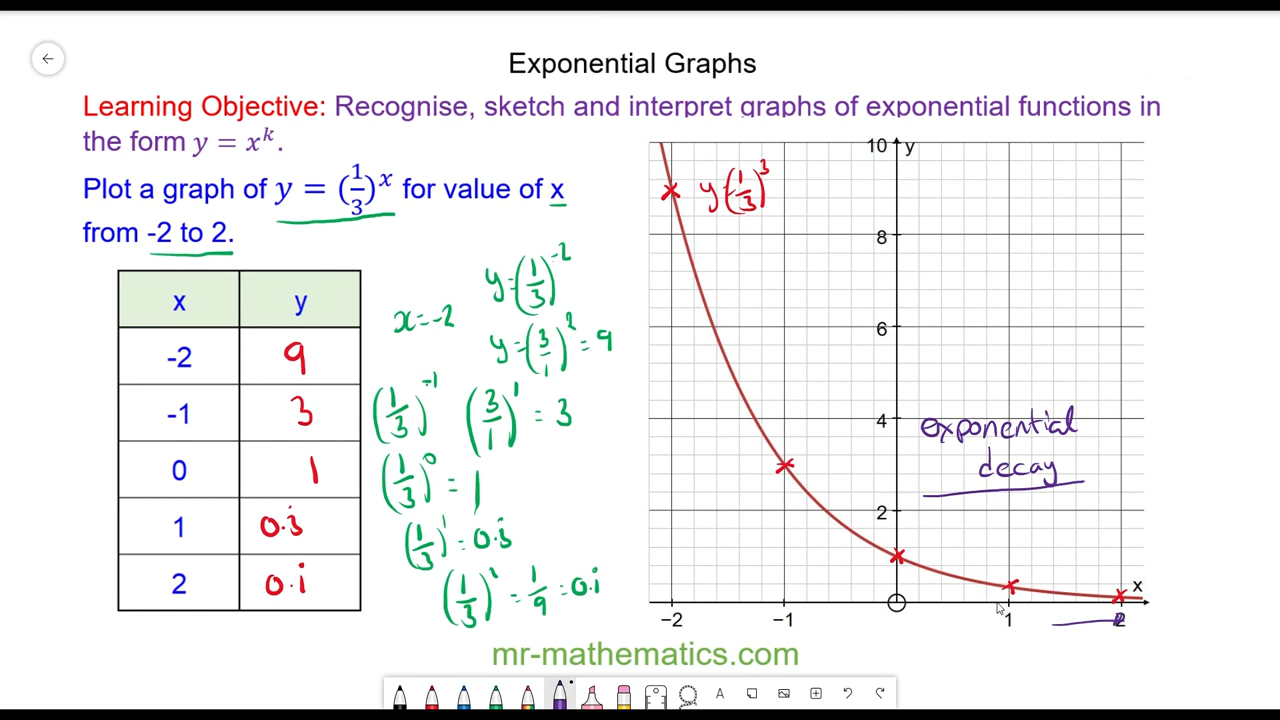 Exponential Graphs
Learning Objective: Recognise, sketch and interpret graphs of exponential functions in
the form y = xᵏ.
Plot a graph of y = (1/3)ˣ for value of x
from -2 to 2.
x y
-2 9
-1 3
0 1
1 0.3̇
2 0.1̇
x=-2
y=(1/3)⁻²
y=(3/1)²=9
(1/3)⁻¹ (3/1)¹ = 3
(1/3)⁰ = 1
(1/3)¹ = 0.3̇
(1/3)² = 1/9 = 0.1̇
y=(1/3)³
10 y
8
6
4
2
exponential
decay
x
−2 −1 1 2
mr-mathematics.com
A